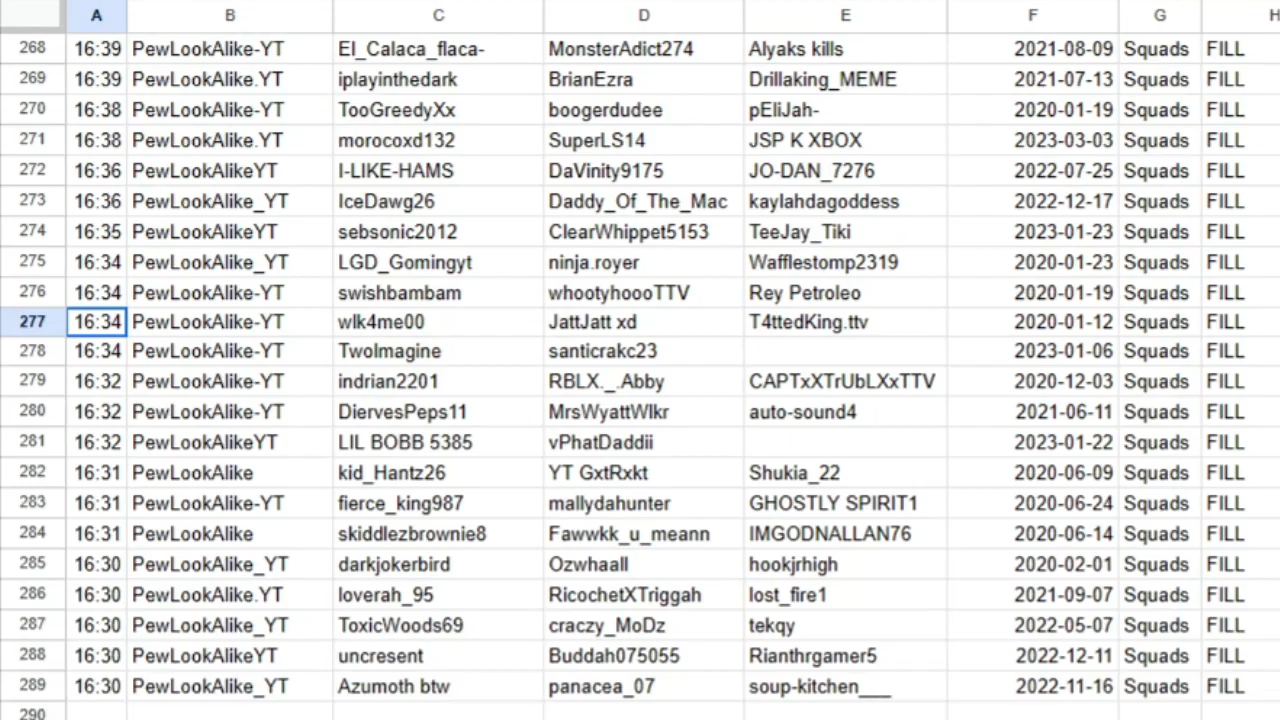 A B C D E F G H
268 16:39 PewLookAlike-YT El_Calaca_flaca- MonsterAdict274 Alyaks kills 2021-08-09 Squads FILL
269 16:39 PewLookAlike.YT iplayinthedark BrianEzra Drillaking_MEME 2021-07-13 Squads FILL
270 16:38 PewLookAlike-YT TooGreedyXx boogerdudee pEliJah- 2020-01-19 Squads FILL
271 16:38 PewLookAlike.YT morocoxd132 SuperLS14 JSP K XBOX 2023-03-03 Squads FILL
272 16:36 PewLookAlikeYT I-LIKE-HAMS DaVinity9175 JO-DAN_7276 2022-07-25 Squads FILL
273 16:36 PewLookAlike_YT IceDawg26 Daddy_Of_The_Mac kaylahdagoddess 2022-12-17 Squads FILL
274 16:35 PewLookAlikeYT sebsonic2012 ClearWhippet5153 TeeJay_Tiki 2023-01-23 Squads FILL
275 16:34 PewLookAlike_YT LGD_Gomingyt ninja.royer Wafflestomp2319 2020-01-23 Squads FILL
276 16:34 PewLookAlike-YT swishbambam whootyhoooTTV Rey Petroleo 2020-01-19 Squads FILL
277 16:34 PewLookAlike-YT wlk4me00 JattJatt xd T4ttedKing.ttv 2020-01-12 Squads FILL
278 16:34 PewLookAlike-YT TwoImagine santicrakc23 2023-01-06 Squads FILL
279 16:32 PewLookAlike-YT indrian2201 RBLX._.Abby CAPTxXTrUbLXxTTV 2020-12-03 Squads FILL
280 16:32 PewLookAlike-YT DiervesPeps11 MrsWyattWlkr auto-sound4 2021-06-11 Squads FILL
281 16:32 PewLookAlikeYT LIL BOBB 5385 vPhatDaddii 2023-01-22 Squads FILL
282 16:31 PewLookAlike kid_Hantz26 YT GxtRxkt Shukia_22 2020-06-09 Squads FILL
283 16:31 PewLookAlike-YT fierce_king987 mallydahunter GHOSTLY SPIRIT1 2020-06-24 Squads FILL
284 16:31 PewLookAlike skiddlezbrownie8 Fawwkk_u_meann IMGODNALLAN76 2020-06-14 Squads FILL
285 16:30 PewLookAlike_YT darkjokerbird Ozwhaall hookjrhigh 2020-02-01 Squads FILL
286 16:30 PewLookAlike.YT loverah_95 RicochetXTriggah lost_fire1 2021-09-07 Squads FILL
287 16:30 PewLookAlike_YT ToxicWoods69 craczy_MoDz tekqy 2022-05-07 Squads FILL
288 16:30 PewLookAlikeYT uncresent Buddah075055 Rianthrgamer5 2022-12-11 Squads FILL
289 16:30 PewLookAlike_YT Azumoth btw panacea_07 soup-kitchen___ 2022-11-16 Squads FILL
290